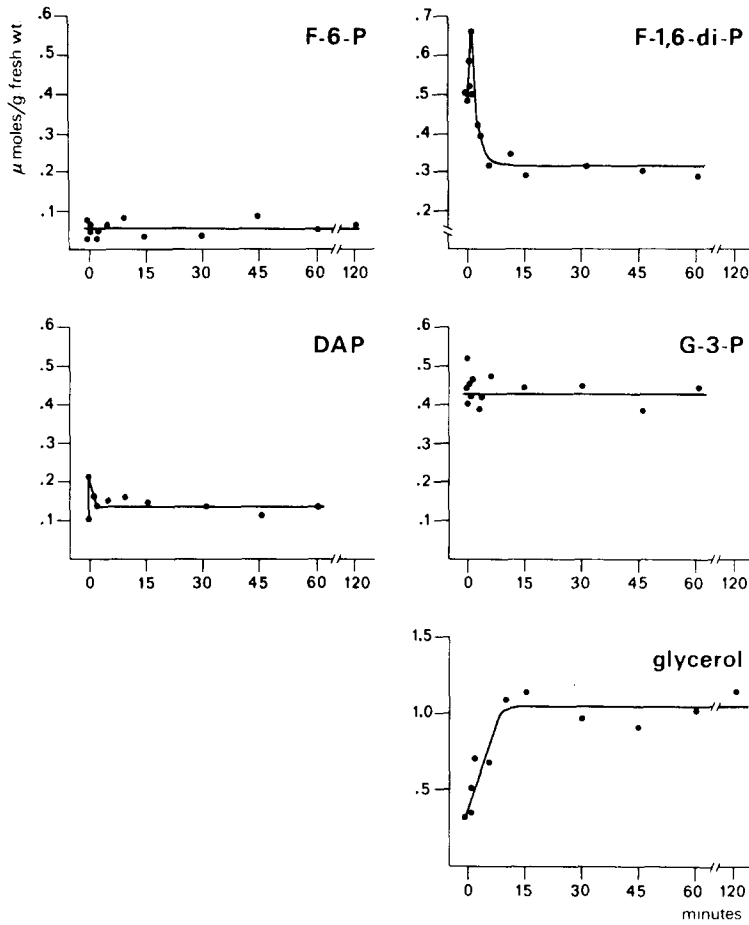 μ moles/g fresh wt.
F-6-P
.6
.5
.4
.3
.2
.1
0 15 30 45 60 120
F-1,6-di-P
.7
.6
.5
.4
.3
.2
0 15 30 45 60 120
DAP
.6
.5
.4
.3
.2
.1
0 15 30 45 60 120
G-3-P
.6
.5
.4
.3
.2
.1
0 15 30 45 60 120
glycerol
1.5
1.0
.5
0 15 30 45 60 120
minutes